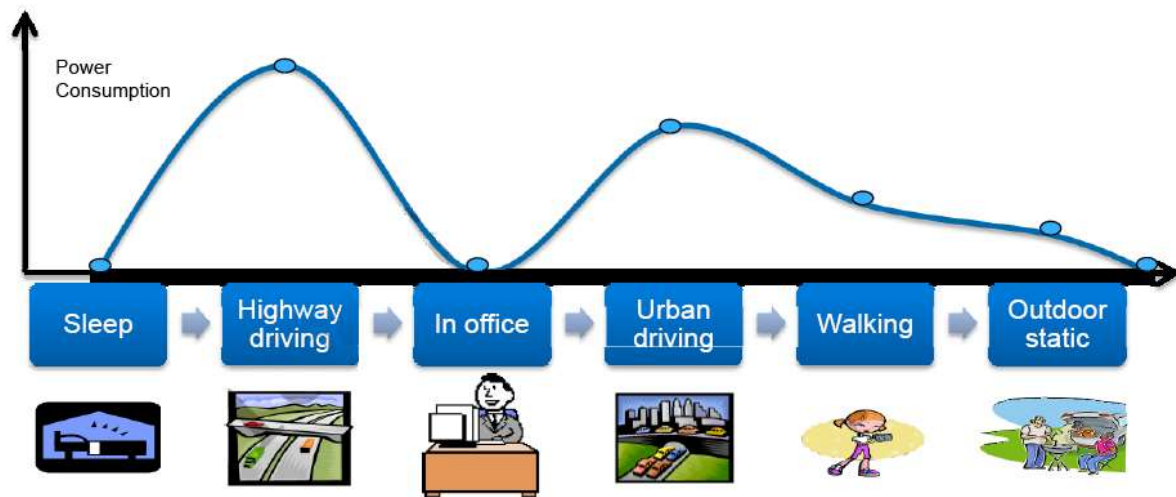 Power
Consumption
Sleep
Highway
driving
In office
Urban
driving
Walking
Outdoor
static